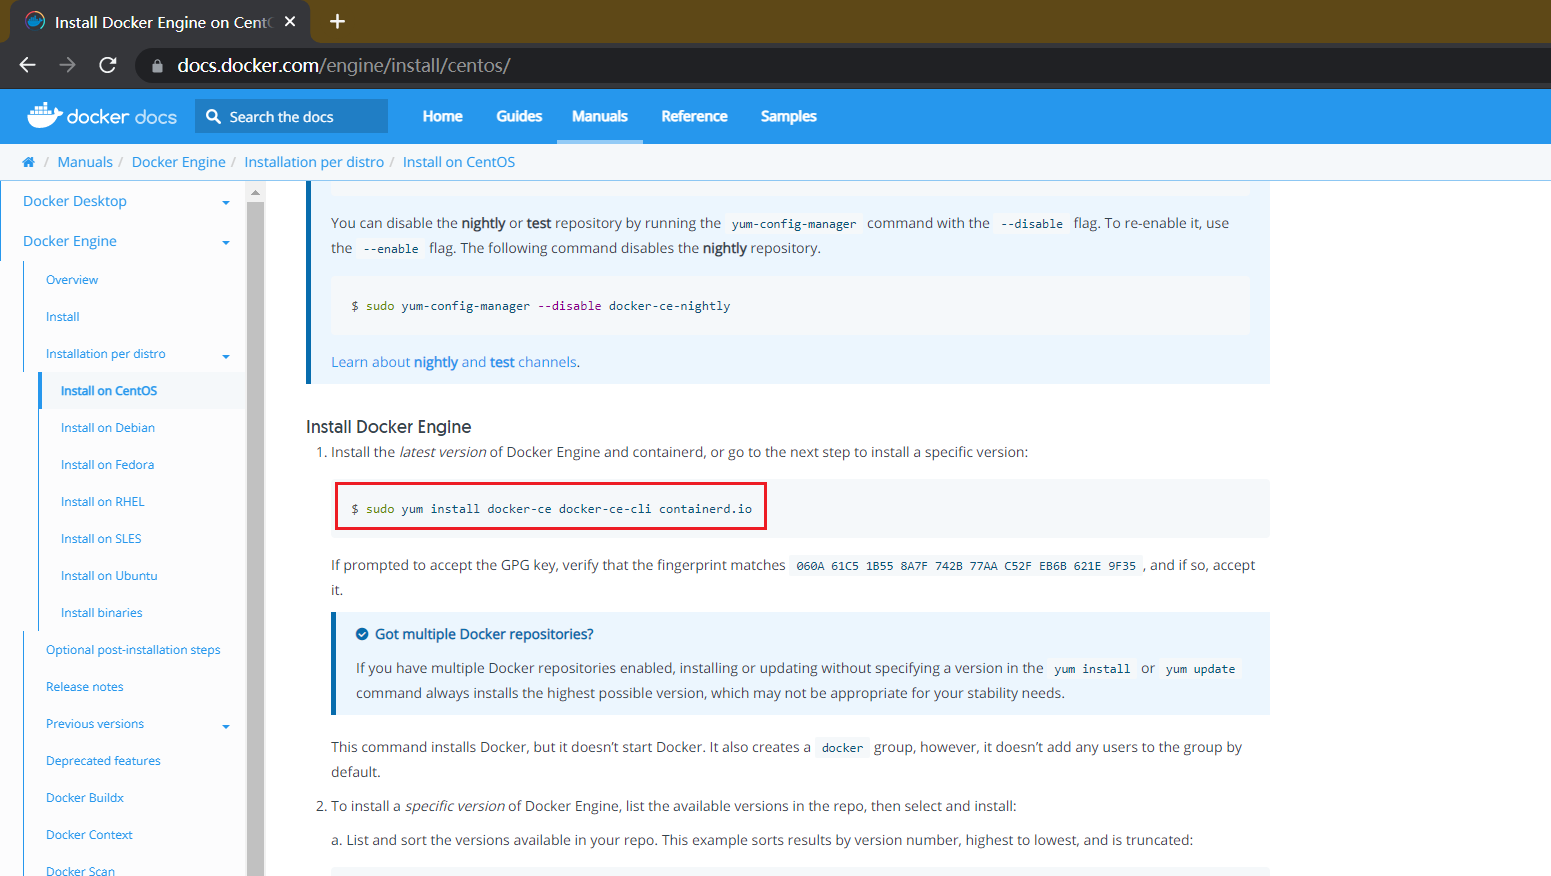 Install Docker Engine on Cent
docs.docker.com/engine/install/centos/
docker docs
Search the docs
Home
Guides
Manuals
Reference
Samples
Manuals / Docker Engine / Installation per distro / Install on CentOS
Docker Desktop
Docker Engine
Overview
Install
Installation per distro
Install on CentOS
Install on Debian
Install on Fedora
Install on RHEL
Install on SLES
Install on Ubuntu
Install binaries
Optional post-installation steps
Release notes
Previous versions
Deprecated features
Docker Buildx
Docker Context
Docker Scan
You can disable the nightly or test repository by running the yum-config-manager command with the --disable flag. To re-enable it, use
the --enable flag. The following command disables the nightly repository.
$ sudo yum-config-manager --disable docker-ce-nightly
Learn about nightly and test channels.
Install Docker Engine
1. Install the latest version of Docker Engine and containerd, or go to the next step to install a specific version:
$ sudo yum install docker-ce docker-ce-cli containerd.io
If prompted to accept the GPG key, verify that the fingerprint matches 060A 61C5 1B55 8A7F 742B 77AA C52F EB6B 621E 9F35 , and if so, accept
it.
Got multiple Docker repositories?
If you have multiple Docker repositories enabled, installing or updating without specifying a version in the yum install or yum update
command always installs the highest possible version, which may not be appropriate for your stability needs.
This command installs Docker, but it doesn’t start Docker. It also creates a docker group, however, it doesn’t add any users to the group by
default.
2. To install a specific version of Docker Engine, list the available versions in the repo, then select and install:
a. List and sort the versions available in your repo. This example sorts results by version number, highest to lowest, and is truncated: